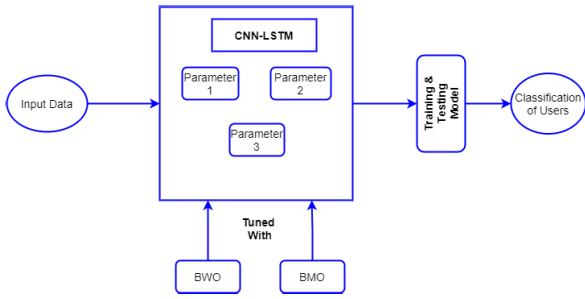 CNN-LSTM
Parameter
1
Parameter
2
Parameter
3
Input Data
Training &
Testing
Model
Classification
of Users
Tuned
With
BWO
BMO